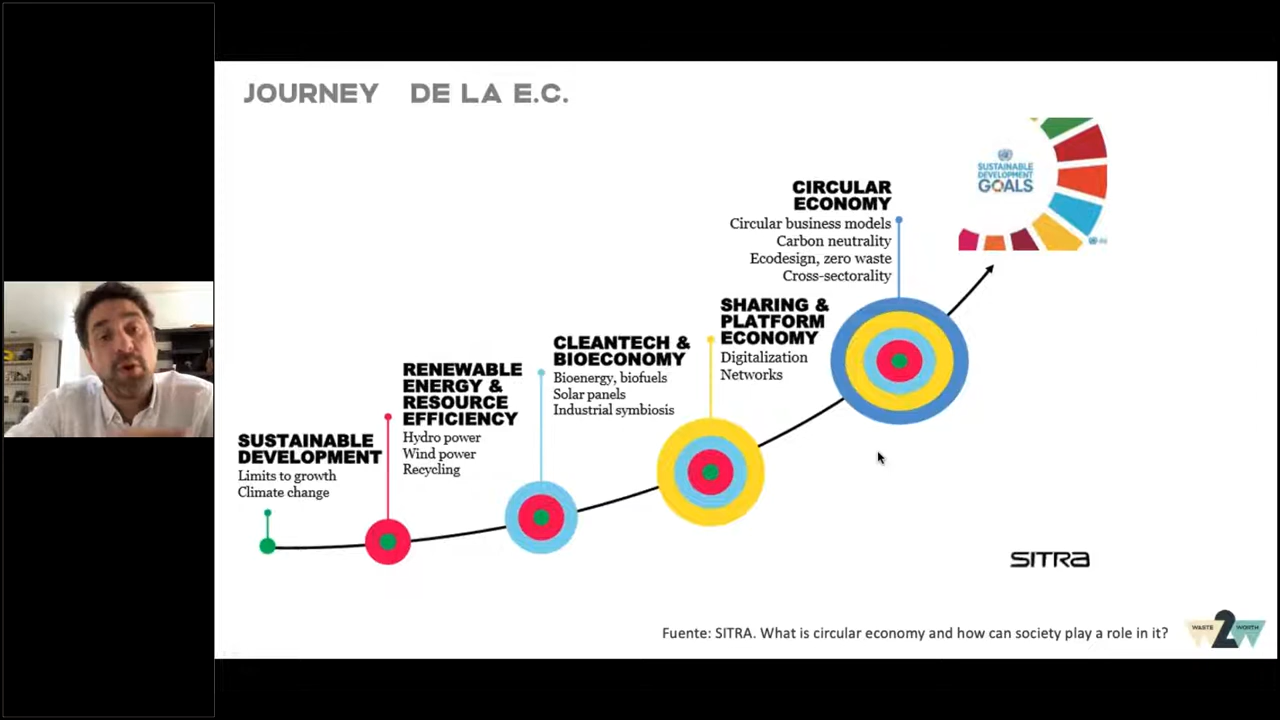 JOURNEY DE LA E.C.
SUSTAINABLE
DEVELOPMENT
GOALS
CIRCULAR
ECONOMY
Circular business models
Carbon neutrality
Ecodesign, zero waste
Cross-sectorality
SHARING &
PLATFORM
ECONOMY
Digitalization
Networks
CLEANTECH &
BIOECONOMY
Bioenergy, biofuels
Solar panels
Industrial symbiosis
RENEWABLE
ENERGY &
RESOURCE
EFFICIENCY
Hydro power
Wind power
Recycling
SUSTAINABLE
DEVELOPMENT
Limits to growth
Climate change
SITRA
Fuente: SITRA. What is circular economy and how can society play a role in it?
WASTE 2 WORTH